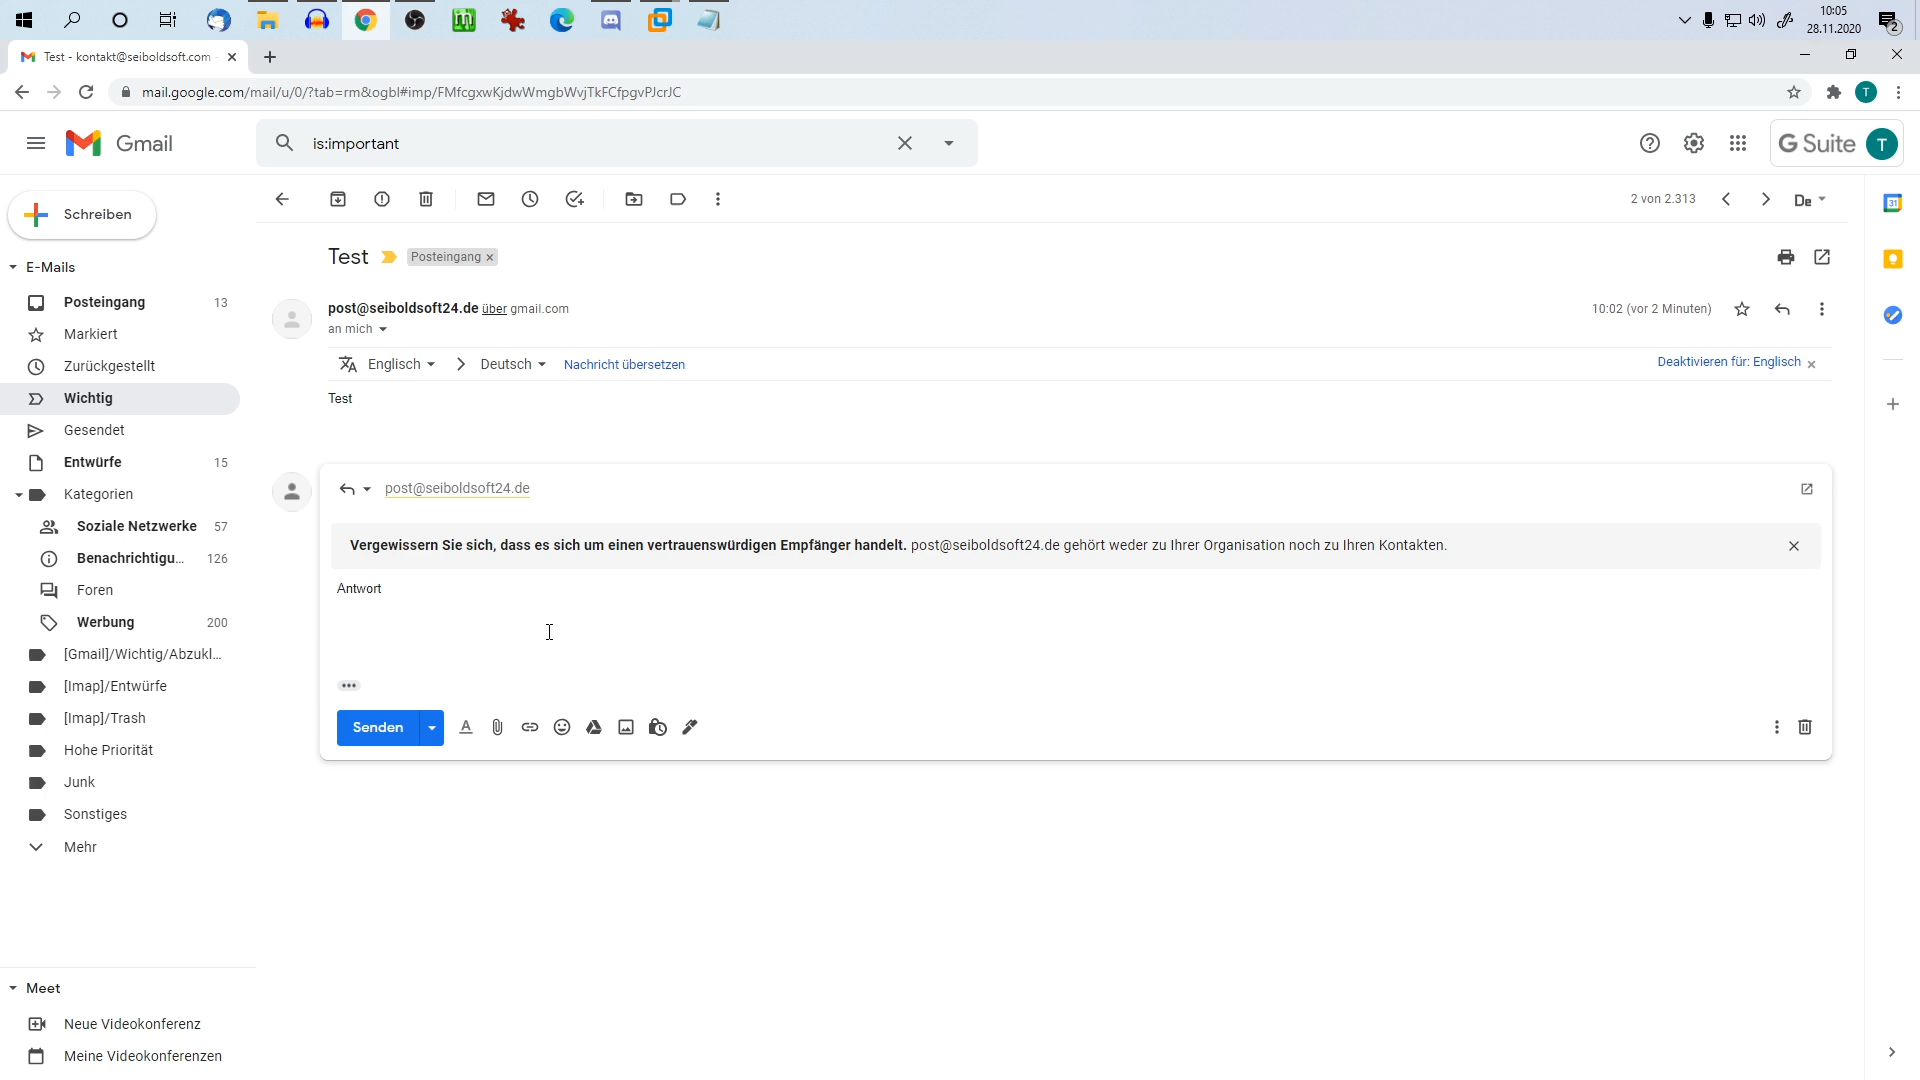 10:05
28.11.2020
2
Test - kontakt@seiboldsoft.com
mail.google.com/mail/u/0/?tab=rm&ogbl#imp/FMfcgxwKjdwWmgbWvjTkFCfpgvPJcrJC
T
Gmail
is:important
G Suite
T
Schreiben
2 von 2.313
De
31
E-Mails
Test
Posteingang
Posteingang 13
post@seiboldsoft24.de über gmail.com
10:02 (vor 2 Minuten)
an mich
Markiert
Zurückgestellt
Englisch
Deutsch
Nachricht übersetzen
Deaktivieren für: Englisch
Wichtig
Test
Gesendet
Entwürfe 15
Kategorien
post@seiboldsoft24.de
Soziale Netzwerke 57
Vergewissern Sie sich, dass es sich um einen vertrauenswürdigen Empfänger handelt. post@seiboldsoft24.de gehört weder zu Ihrer Organisation noch zu Ihren Kontakten.
Benachrichtigu... 126
Antwort
Foren
Werbung 200
[Gmail]/Wichtig/Abzukl...
[Imap]/Entwürfe
[Imap]/Trash
Senden
Hohe Priorität
Junk
Sonstiges
Mehr
Meet
Neue Videokonferenz
Meine Videokonferenzen